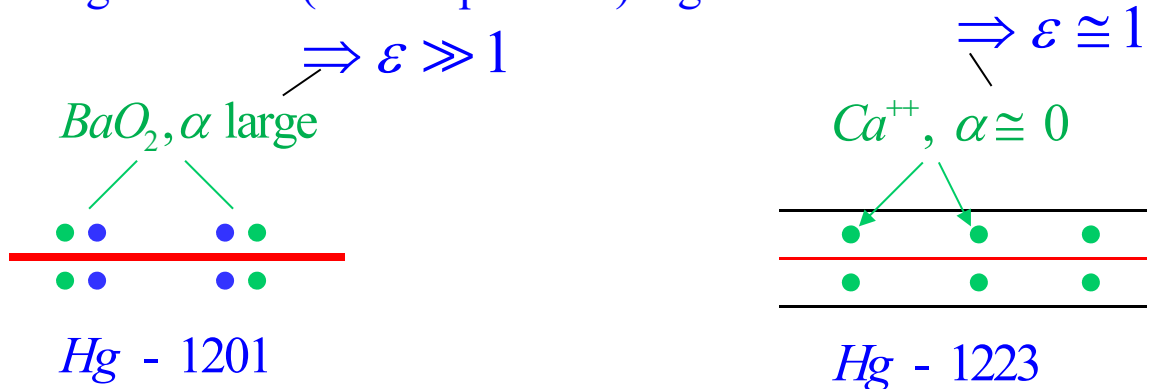 ⇒ ε ≫ 1
⇒ ε ≅ 1
BaO₂, α large
Ca⁺⁺, α ≅ 0
Hg - 1201
Hg - 1223